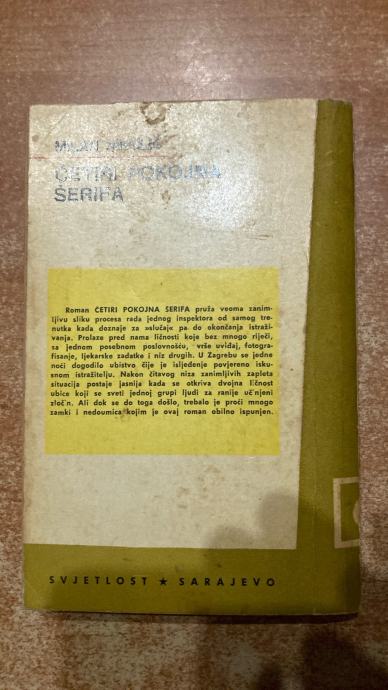 MILAN
ČETIRI POKOJNA
ŠERIFA
Roman ČETIRI POKOJNA ŠERIFA pruža veoma zanim-
ljivu sliku procesa rada jednog inspektora od samog tre-
nutka kada doznaje za »slučaj« pa do okončanja istraži-
vanja. Prolaze pred nama ličnosti koje bez mnogo riječi,
sa jednom posebnom poslovnošću, vrše uviđaj, fotogra-
fisanje, ljekarske zadatke i niz drugih. U Zagrebu se jedne
noći dogodilo ubistvo čije je isljeđenje povjereno isku-
snom istražitelju. Nakon čitavog niza zanimljivih zapleta
situacija postaje jasnija kada se otkriva dvojna ličnost
ubice koji se sveti jednoj grupi ljudi za ranije uč'njeni
zloč'n. Ali dok se do toga došlo, trebalo je proći mnogo
zamki i nedoumica kojim je ovaj roman obilno ispunjen.
SVJETLOST ★ SARAJEVO